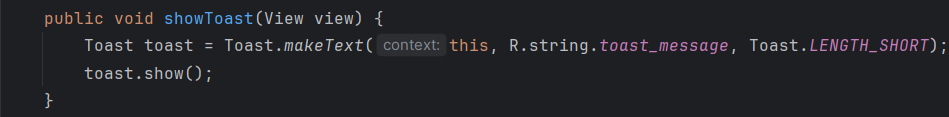 public void showToast(View view) {
Toast toast = Toast.makeText( context: this, R.string.toast_message, Toast.LENGTH_SHORT);
toast.show();
}